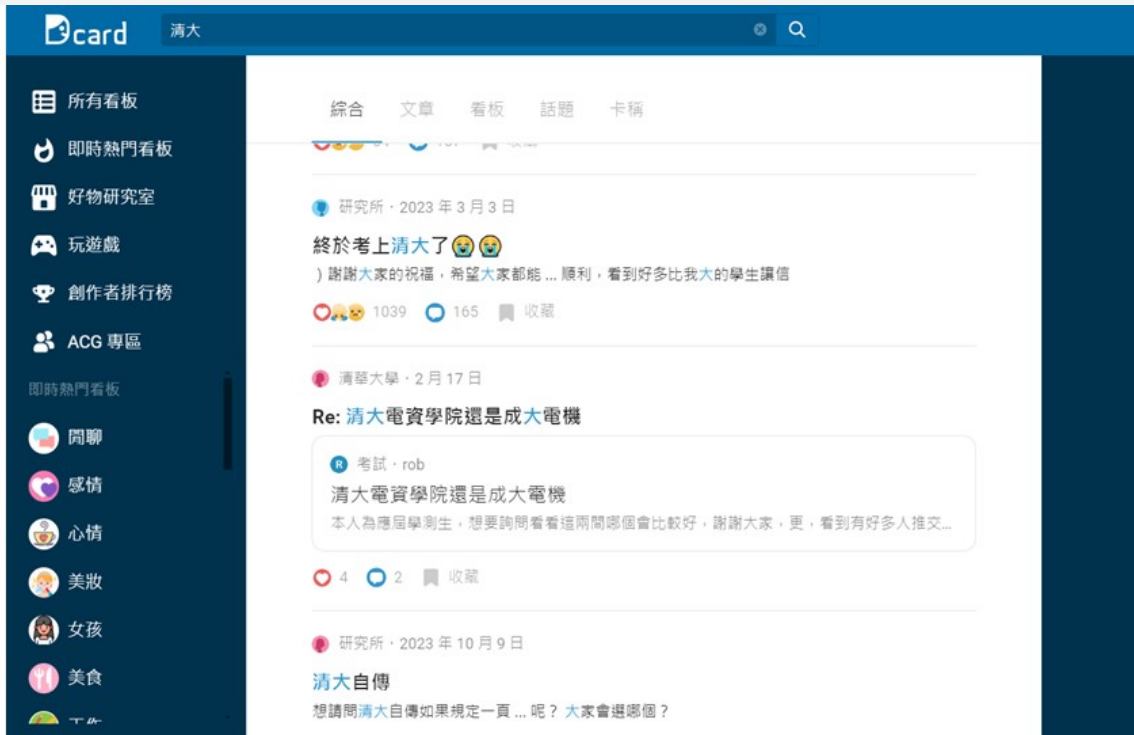 Dcard
清大
所有看板
即時熱門看板
好物研究室
玩遊戲
創作者排行榜
ACG 專區
即時熱門看板
閒聊
感情
心情
美妝
女孩
美食
綜合 文章 看板 話題 卡稱
研究所·2023 年 3 月 3 日
終於考上清大了😭😭
）謝謝大家的祝福，希望大家都能 ... 順利，看到好多比我大的學生讓信
1039 165 收藏
清華大學·2 月 17 日
Re: 清大電資學院還是成大電機
R 考試·rob
清大電資學院還是成大電機
本人為應屆學測生，想要詢問看看這兩間哪個會比較好，謝謝大家，更，看到有好多人推交...
4 2 收藏
研究所·2023 年 10 月 9 日
清大自傳
想請問清大自傳如果規定一頁 ... 呢？ 大家會選哪個？